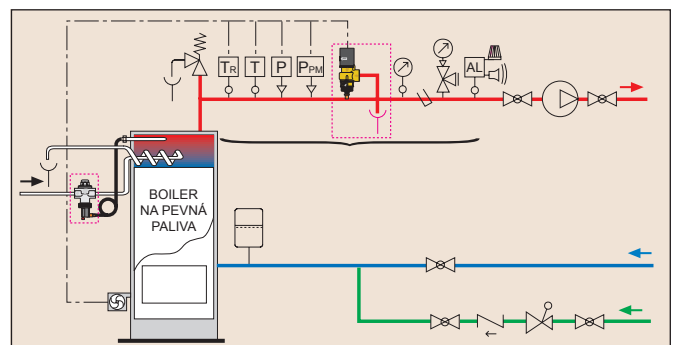 TR
T
P
PPM
AL
BOILER
NA PEVNÁ
PALIVA